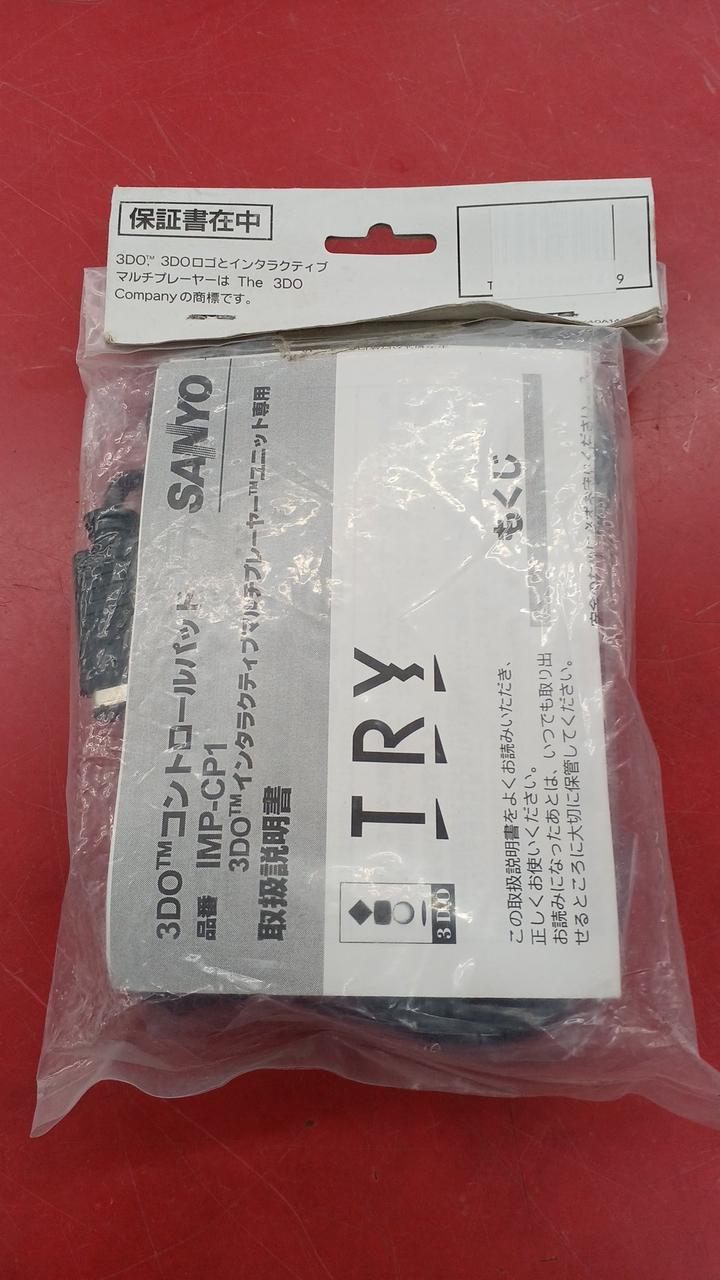 保証書在中
3DO™, 3DOロゴとインタラクティブ
マルチプレーヤーは The 3DO
Companyの商標です。
T 9
SANYO
3DO™コントロールパッド
品番 IMP-CP1
3DO™インタラクティブマルチプレーヤー™ユニット専用
取扱説明書
TRY
3DO
もくじ
この取扱説明書をよくお読みいただき、
正しくお使いください。
お読みになったあとは、いつでも取り出
せるところに大切に保管してください。